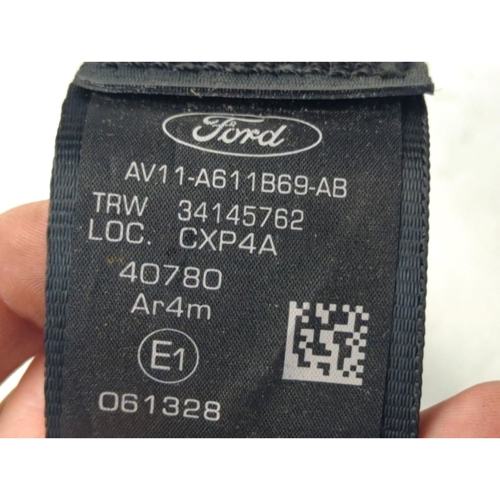 Ford
AV11-A611B69-AB
TRW 34145762
LOC. CXP4A
40780
Ar4m
E1
061328